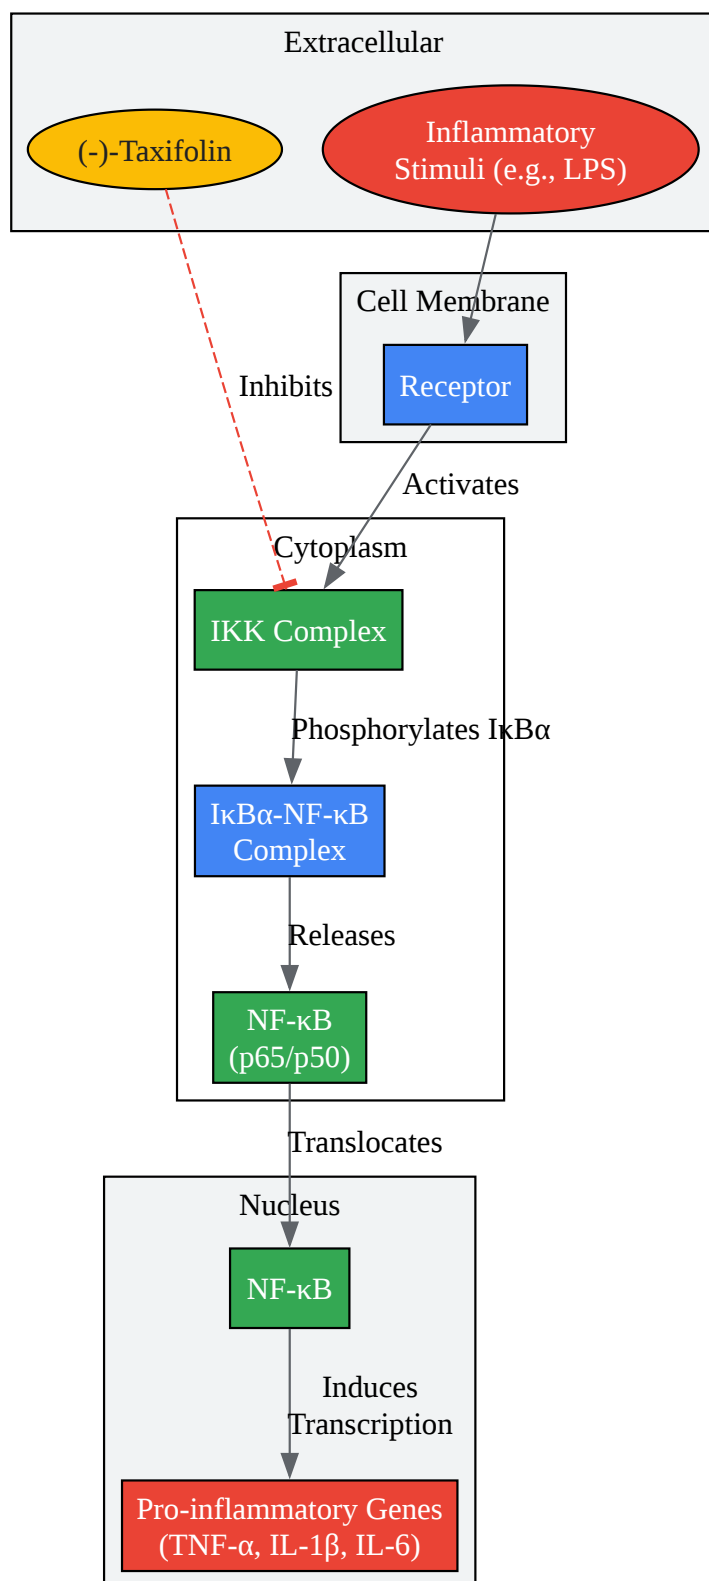 Extracellular
(-)-Taxifolin
Inflammatory
Stimuli (e.g., LPS)
Cell Membrane
Receptor
Inhibits
Activates
Cytoplasm
IKK Complex
Phosphorylates IκBα
IκBα-NF-κB
Complex
Releases
NF-κB
(p65/p50)
Translocates
Nucleus
NF-κB
Induces
Transcription
Pro-inflammatory Genes
(TNF-α, IL-1β, IL-6)